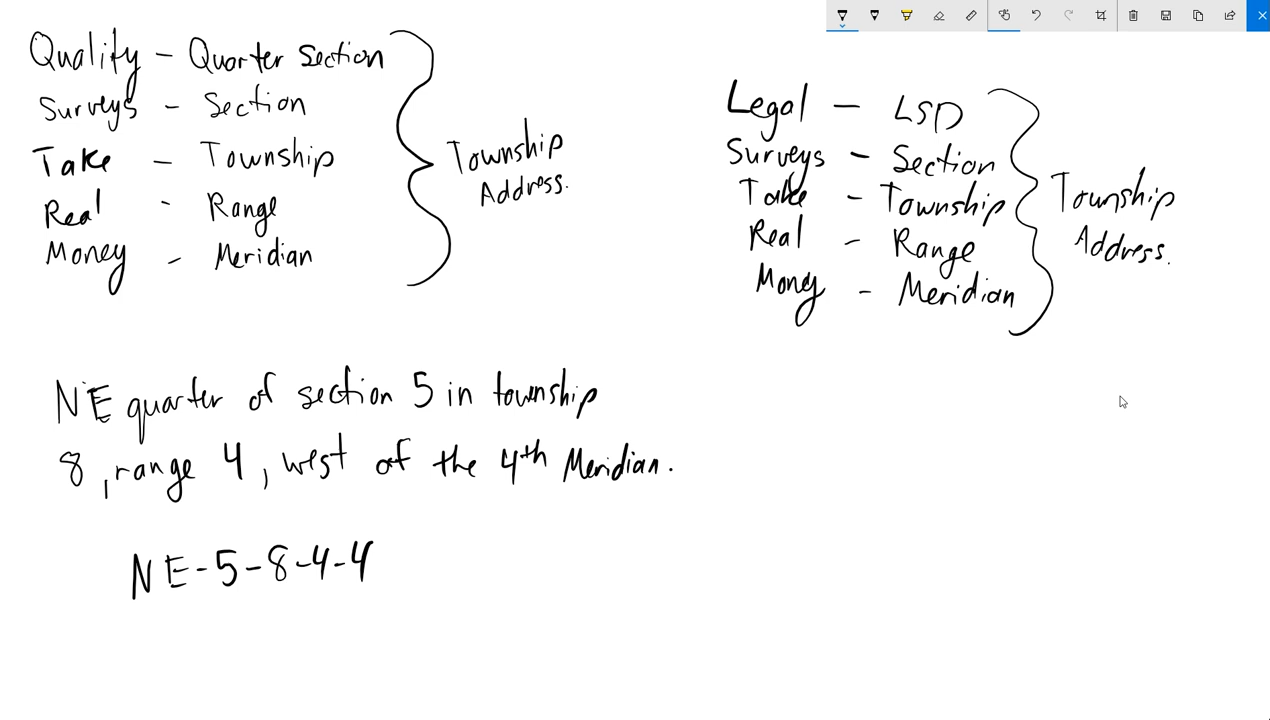 Quality - Quarter Section
Surveys - Section
Take - Township
Real - Range
Money - Meridian
Township
Address.
Legal - LSD
Surveys - Section
Take - Township
Real - Range
Money - Meridian
Township
Address.
NE quarter of section 5 in township
8, range 4, west of the 4th Meridian.
NE-5-8-4-4